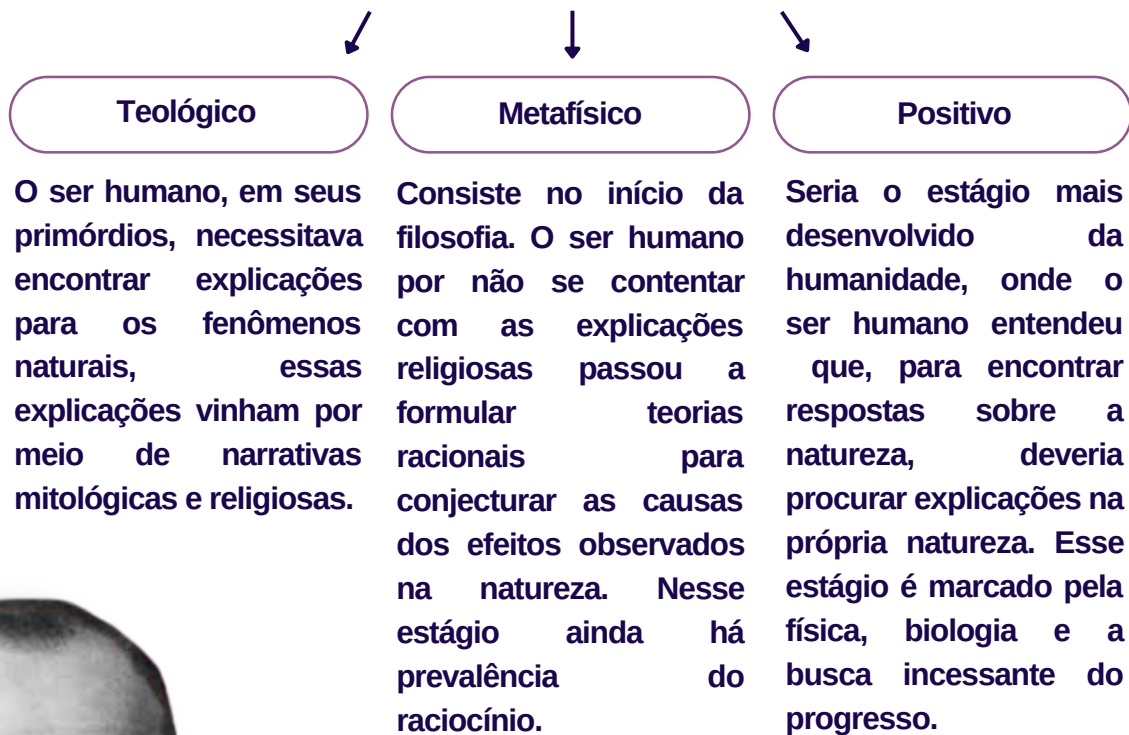 Teológico
O ser humano, em seus
primórdios, necessitava
encontrar explicações
para os fenômenos
naturais, essas
explicações vinham por
meio de narrativas
mitológicas e religiosas.
Metafísico
Consiste no início da
filosofia. O ser humano
por não se contentar
com as explicações
religiosas passou a
formular teorias
racionais para
conjecturar as causas
dos efeitos observados
na natureza. Nesse
estágio ainda há
prevalência do
raciocínio.
Positivo
Seria o estágio mais
desenvolvido da
humanidade, onde o
ser humano entendeu
que, para encontrar
respostas sobre a
natureza, deveria
procurar explicações na
própria natureza. Esse
estágio é marcado pela
física, biologia e a
busca incessante do
progresso.